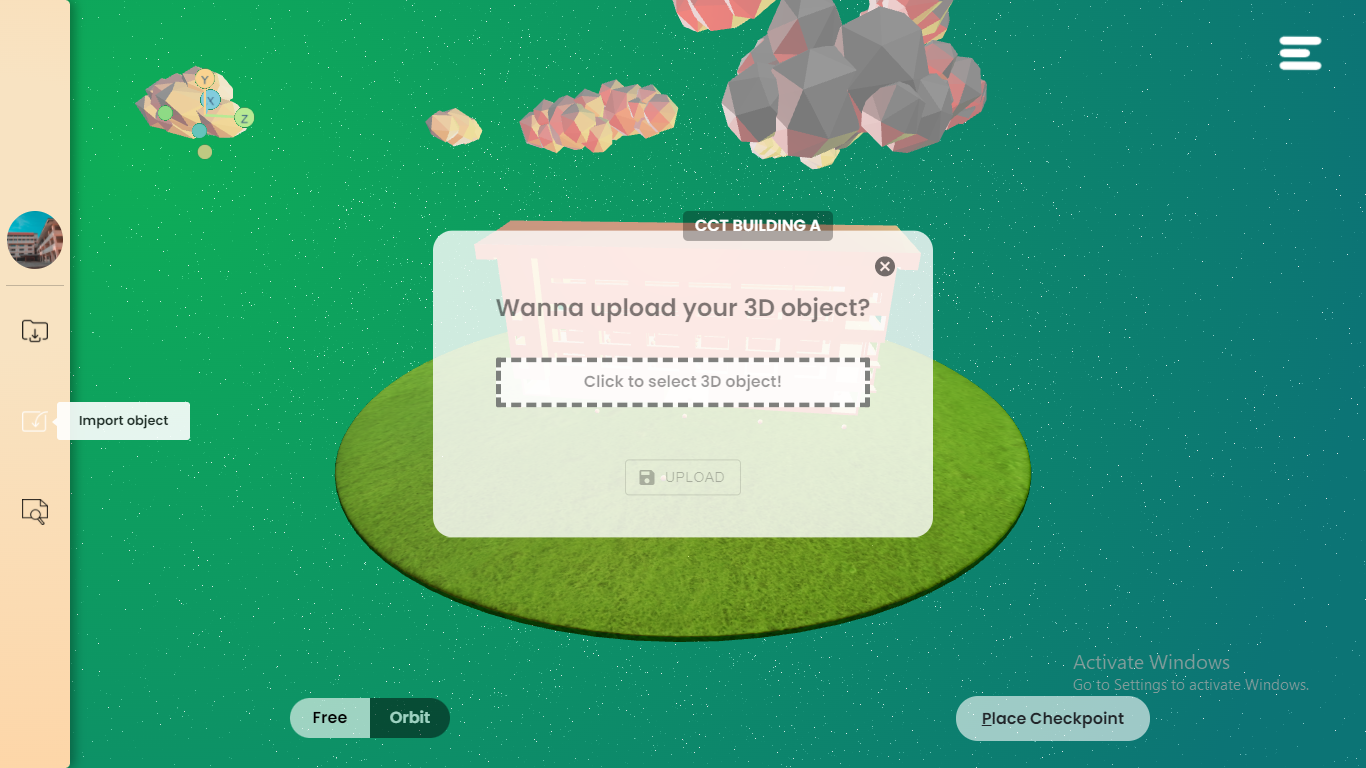 Y
X
Z
CCT BUILDING A
Wanna upload your 3D object?
Click to select 3D object!
Import object
UPLOAD
Activate Windows
Go to Settings to activate Windows.
Free
Orbit
Place Checkpoint